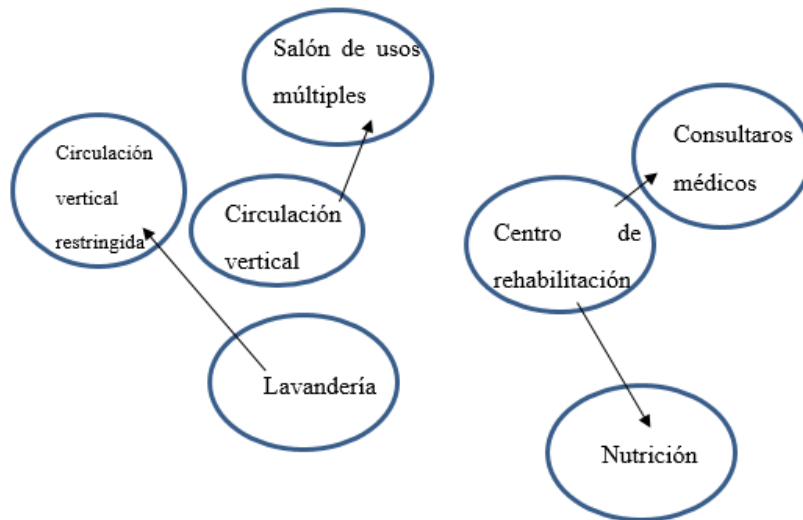 Salón de usos
múltiples
Circulación
vertical
restringida
Circulación
vertical
Consultaros
médicos
Centro de
rehabilitación
Lavandería
Nutrición